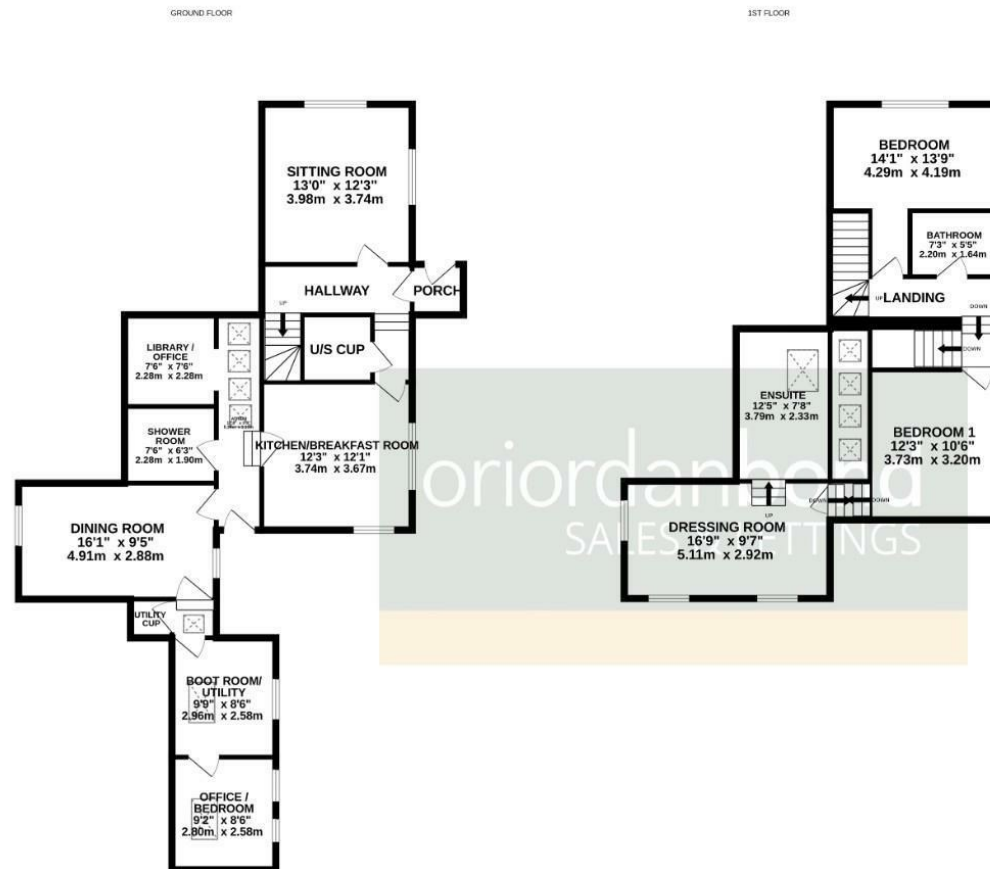 GROUND FLOOR
SITTING ROOM
13'0" x 12'3"
3.98m x 3.74m
HALLWAY
PORCH
UP
U/S CUP
LIBRARY /
OFFICE
7'6" x 7'6"
2.28m x 2.28m
SHOWER
ROOM
7'6" x 6'3"
2.28m x 1.90m
KITCHEN/BREAKFAST ROOM
12'3" x 12'1"
3.74m x 3.67m
DINING ROOM
16'1" x 9'5"
4.91m x 2.88m
UTILITY
CUP
BOOT ROOM/
UTILITY
9'9" x 8'6"
2.96m x 2.58m
OFFICE /
BEDROOM
9'2" x 8'6"
2.80m x 2.58m
1ST FLOOR
BEDROOM
14'1" x 13'9"
4.29m x 4.19m
BATHROOM
7'3" x 5'5"
2.20m x 1.64m
UP
LANDING
DOWN
DOWN
ENSUITE
12'5" x 7'8"
3.79m x 2.33m
BEDROOM 1
12'3" x 10'6"
3.73m x 3.20m
DOWN
DOWN
UP
DRESSING ROOM
16'9" x 9'7"
5.11m x 2.92m
oriordanbond
SALES & LETTINGS